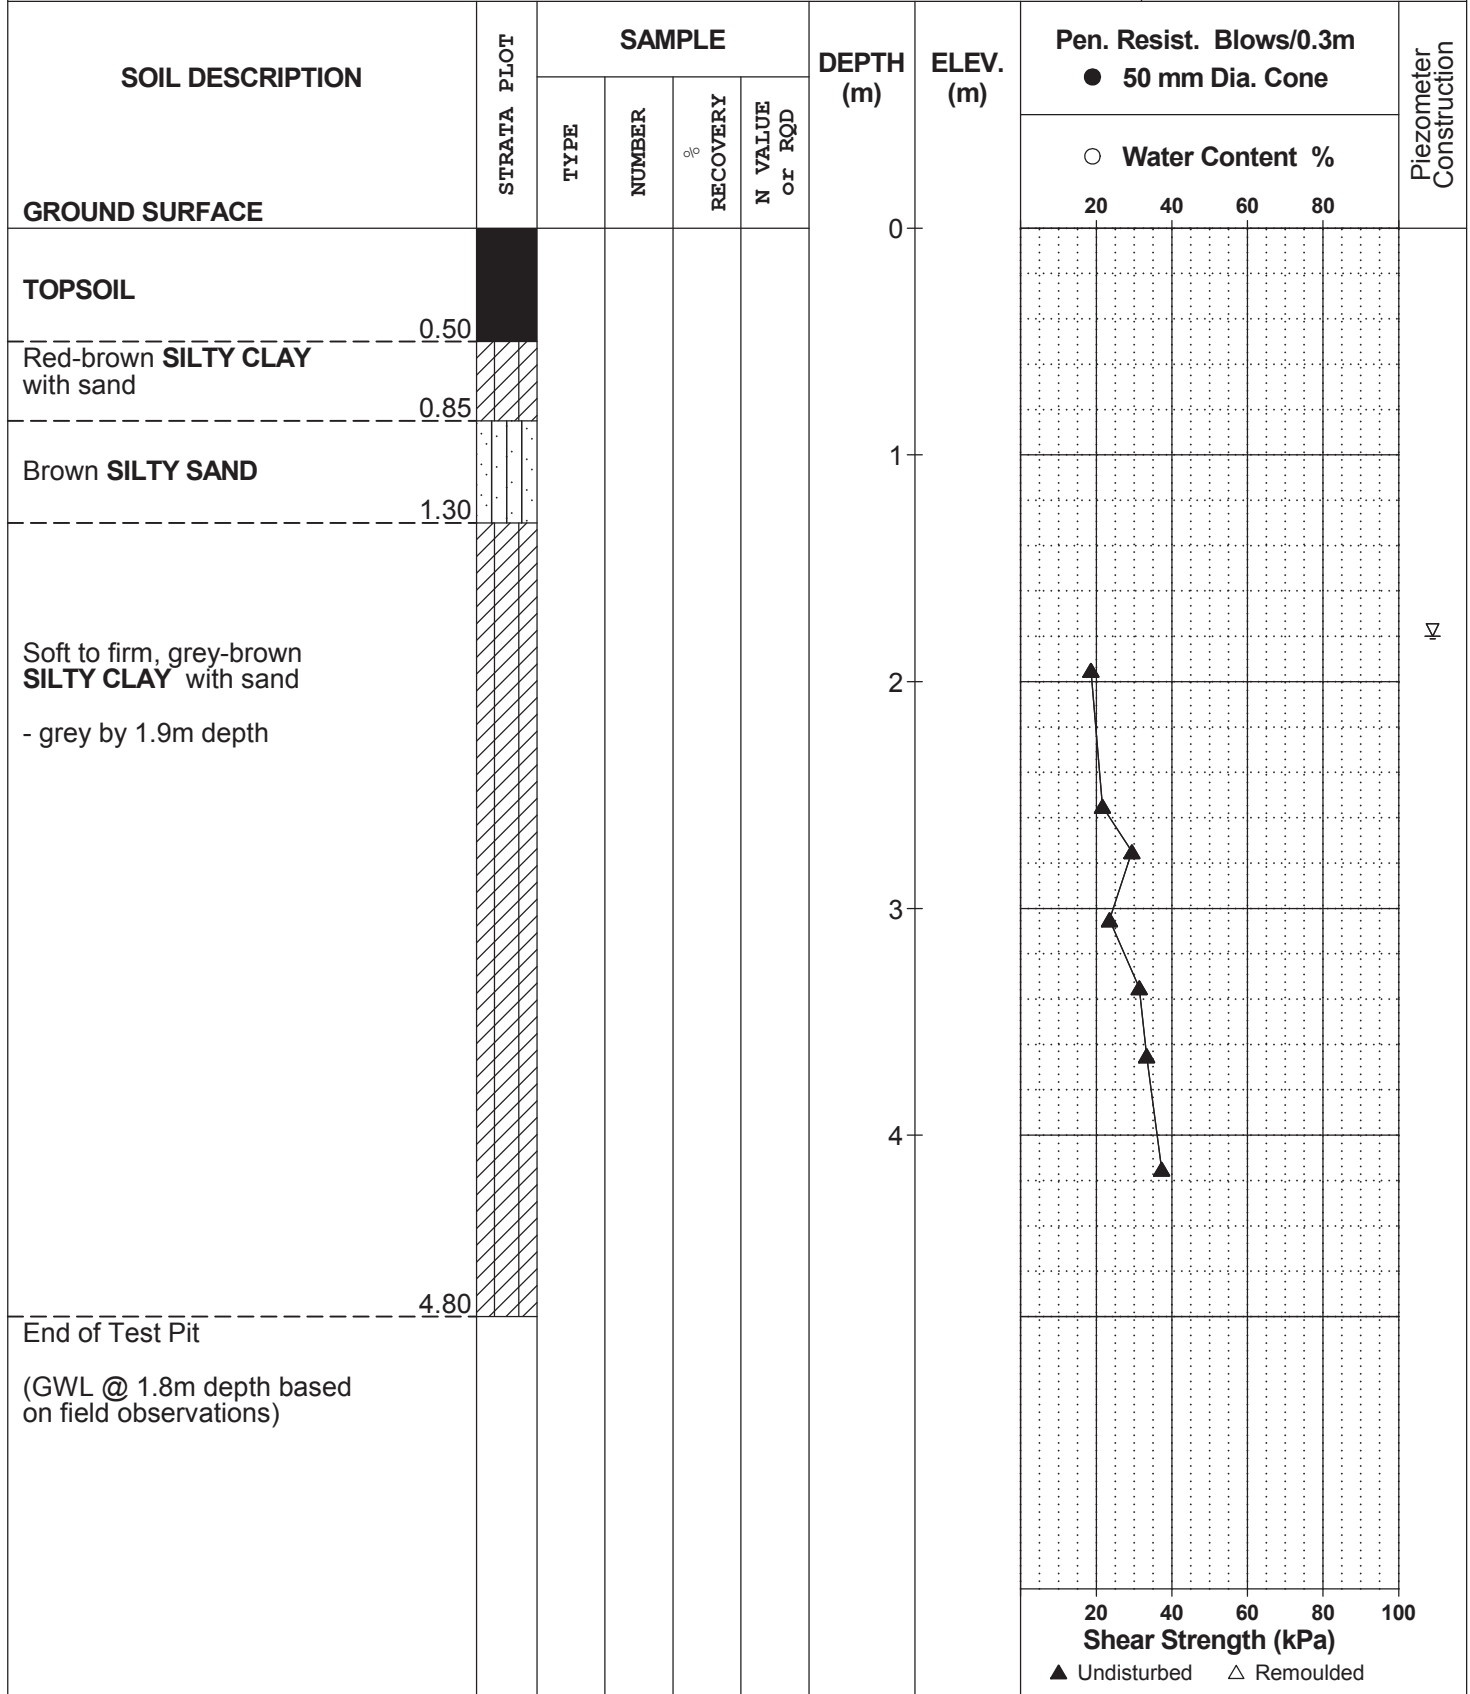 SOIL DESCRIPTION
GROUND SURFACE
STRATA PLOT
SAMPLE
TYPE
NUMBER
%
RECOVERY
N VALUE
or RQD
DEPTH
(m)
ELEV.
(m)
Pen. Resist. Blows/0.3m
● 50 mm Dia. Cone
○ Water Content %
20 40 60 80
Piezometer
Construction
TOPSOIL
0.50
Red-brown SILTY CLAY
with sand
0.85
Brown SILTY SAND
1.30
Soft to firm, grey-brown
SILTY CLAY with sand
- grey by 1.9m depth
4.80
End of Test Pit
(GWL @ 1.8m depth based
on field observations)
0
1
2
3
4
20 40 60 80 100
Shear Strength (kPa)
▲ Undisturbed △ Remoulded